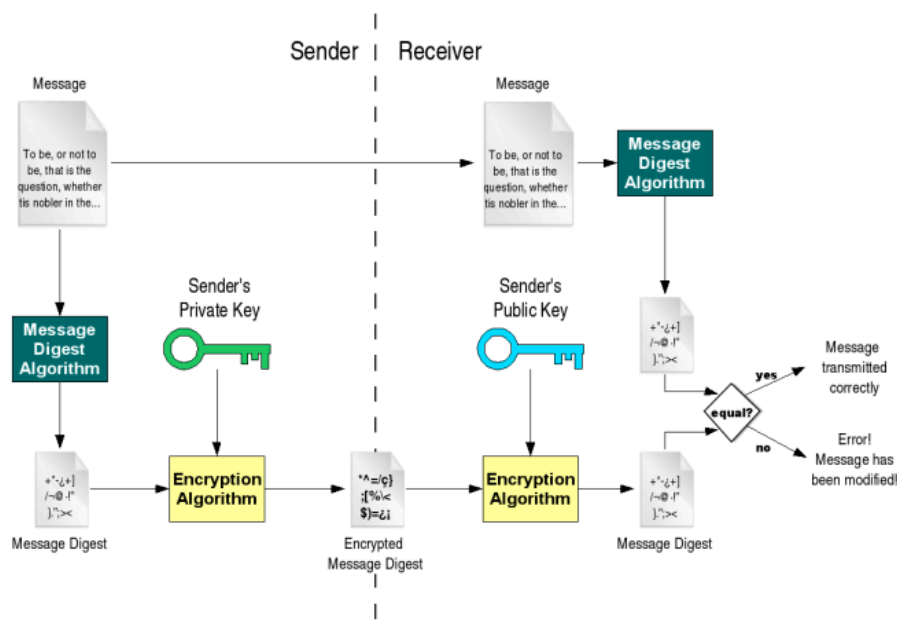 Sender
Receiver
Message
To be, or not to
be, that is the
question, whether
tis nobler in the...
Message
To be, or not to
be, that is the
question, whether
tis nobler in the...
Message
Digest
Algorithm
Sender's
Private Key
Sender's
Public Key
Message
Digest
Algorithm
+*-¿+]
/¬@-!"
}.";><
equal?
yes
no
Message
transmitted
correctly
Error!
Message has
been modified!
+*-¿+]
/¬@-!"
}.";><
Message Digest
Encryption
Algorithm
*^=/ç}
;[%\<
$)=¿¡
Encrypted
Message Digest
Encryption
Algorithm
+*-¿+]
/¬@-!"
}.";><
Message Digest